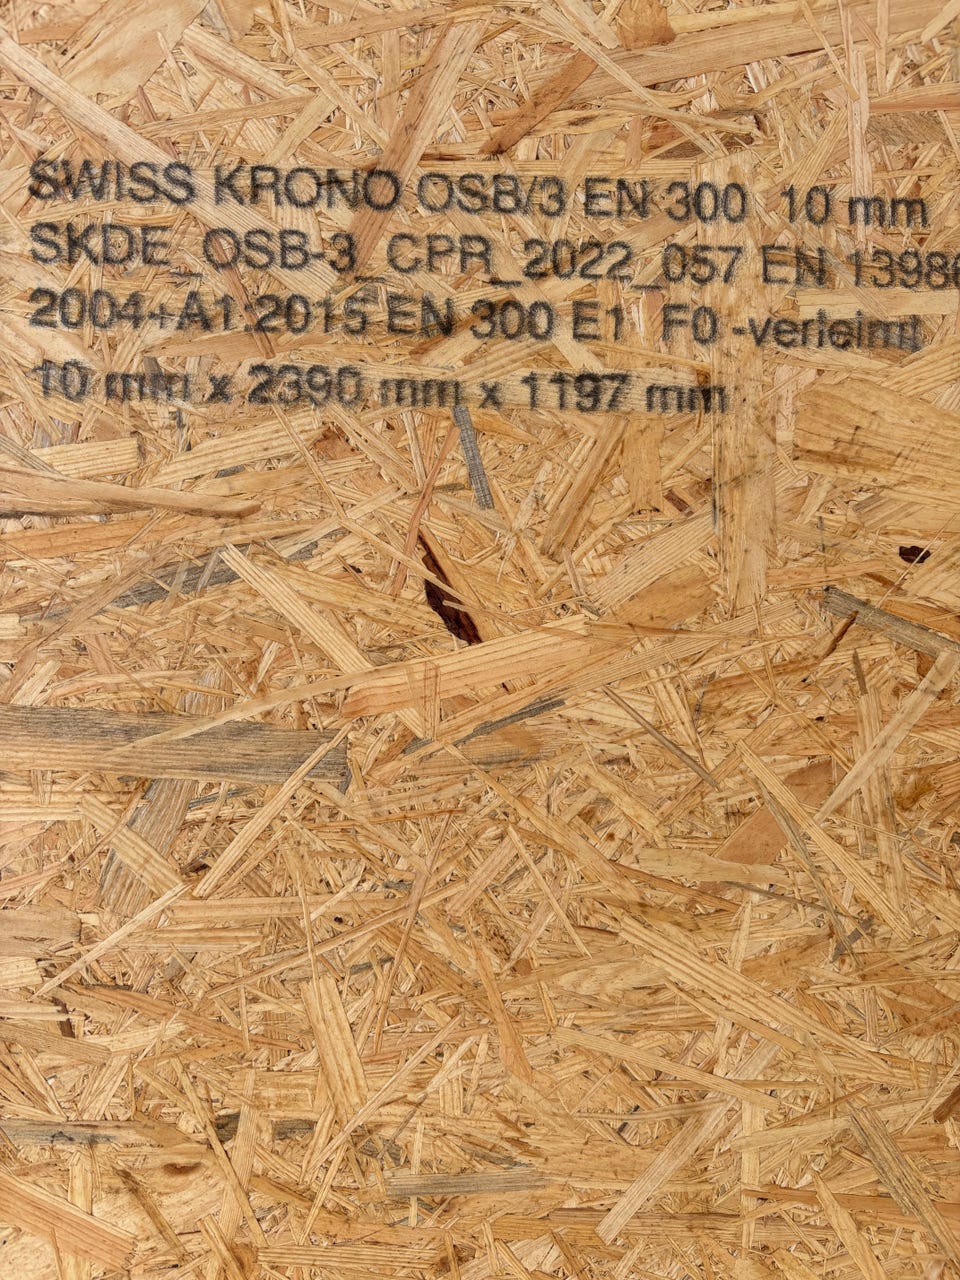 SWISS KRONO OSB/3 EN 300 10 mm
SKDE_OSB-3_CPR_2022_057 EN 13986
2004+A1:2015 EN 300 E1 F0 -verleimt
10 mm x 2390 mm x 1197 mm